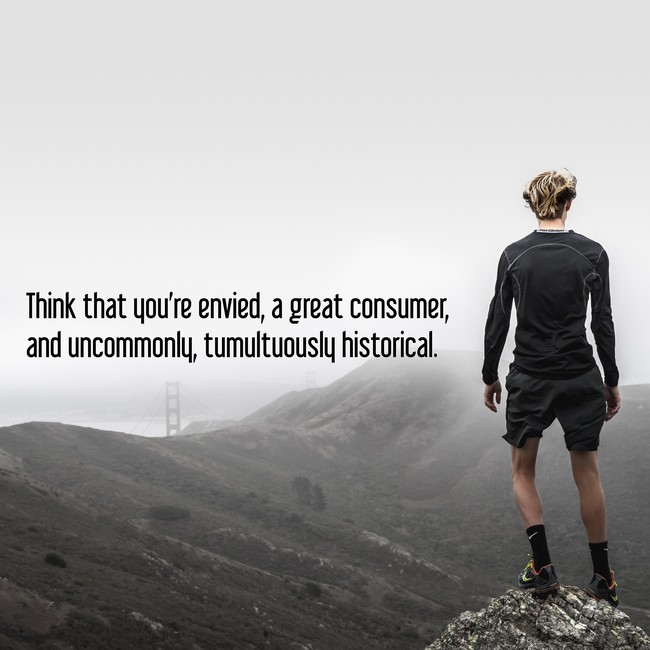 Think that you're envied, a great consumer,
and uncommonly, tumultuously historical.